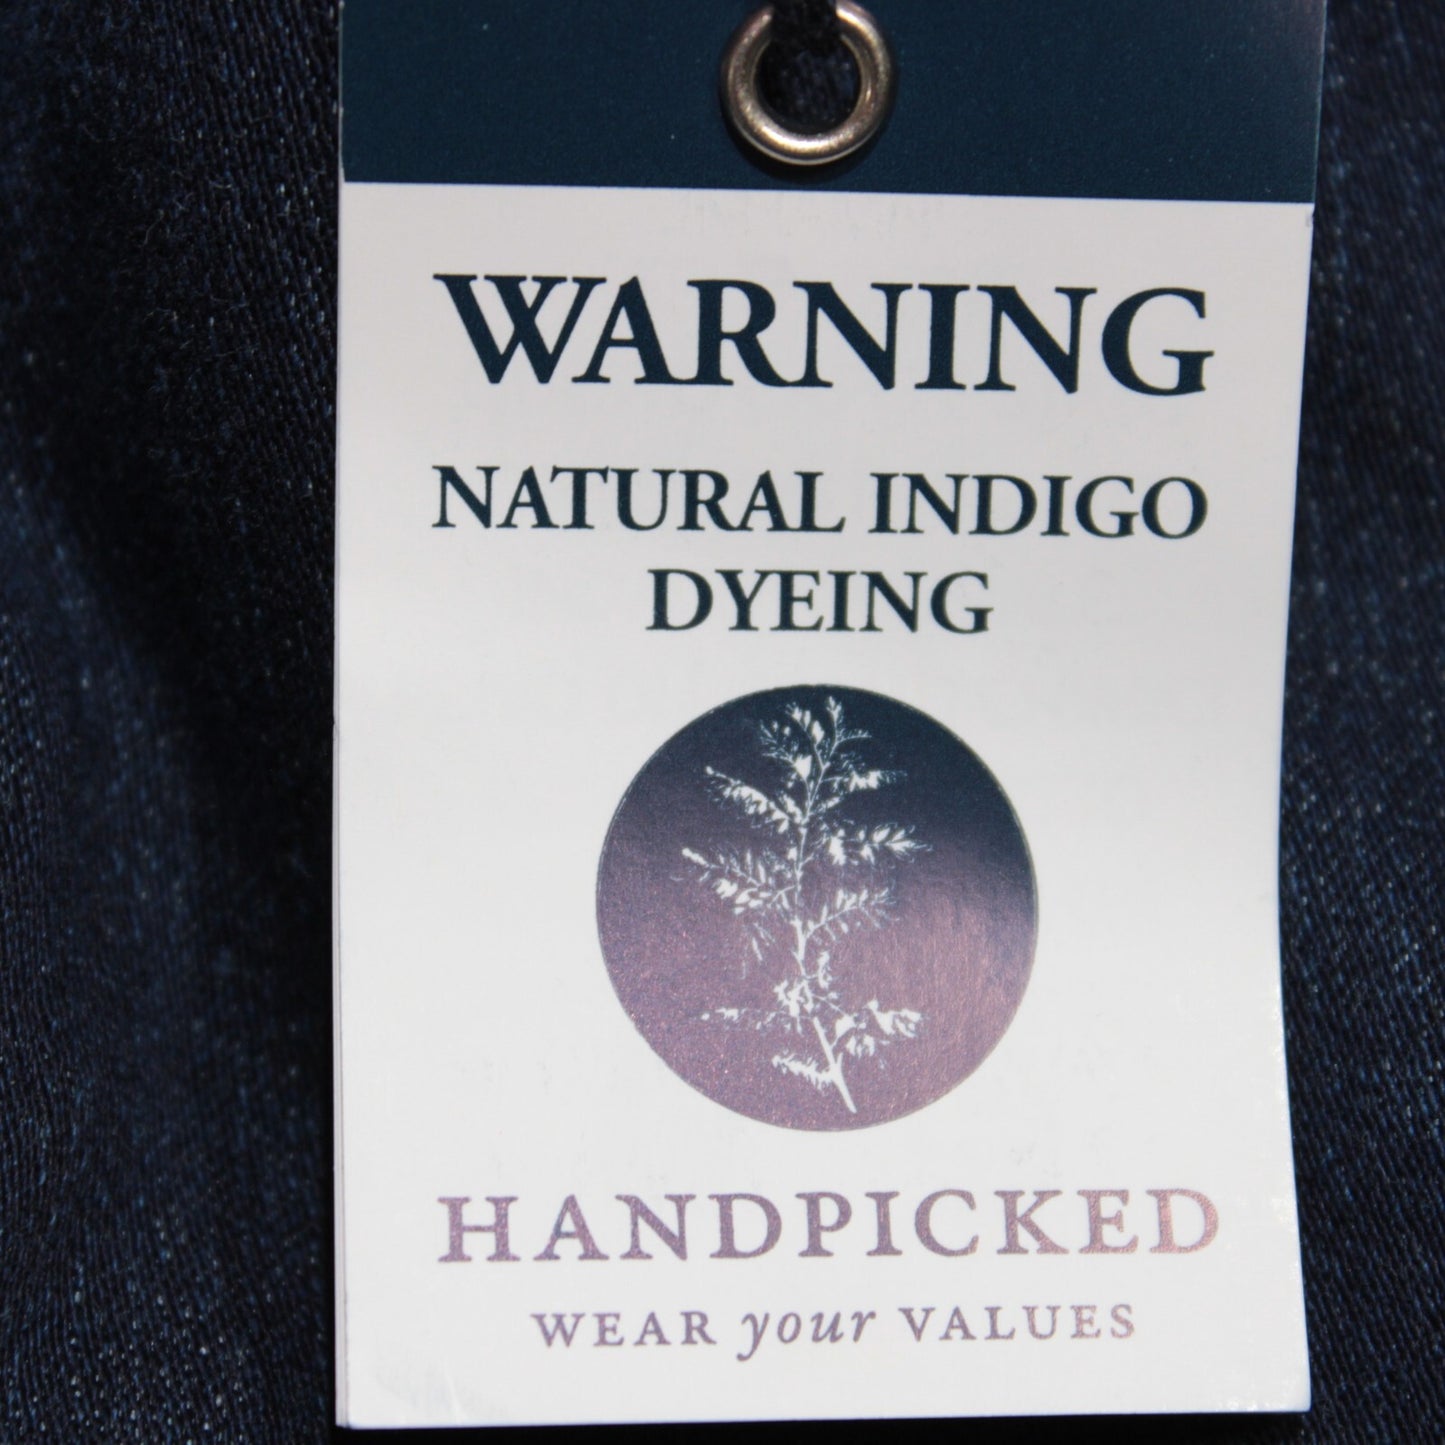 WARNING
NATURAL INDIGO
DYEING
HANDPICKED
WEAR your VALUES